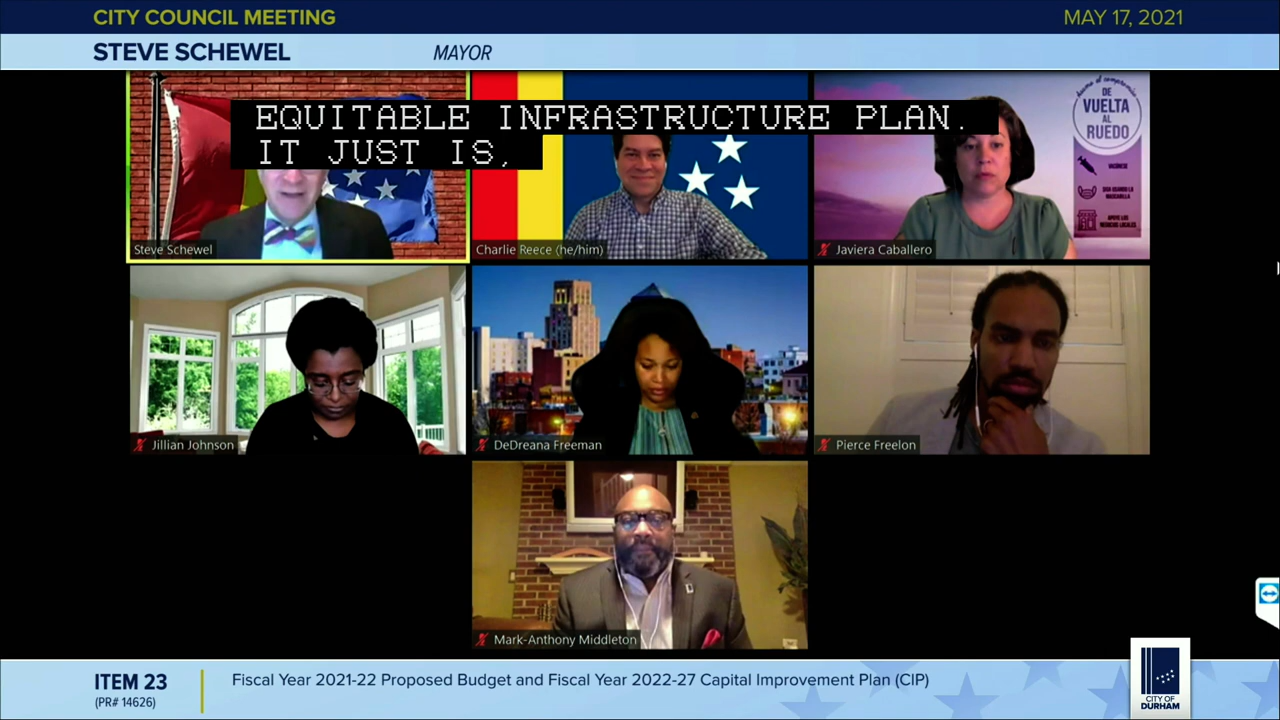 CITY COUNCIL MEETING
MAY 17, 2021
STEVE SCHEWEL
MAYOR
EQUITABLE INFRASTRUCTURE PLAN.
IT JUST IS,
DE
VUELTA
AL
RUEDO
Steve Schewel
Charlie Reece (he/him)
Javiera Caballero
Jillian Johnson
DeDreana Freeman
Pierce Freelon
Mark-Anthony Middleton
ITEM 23
(PR# 14626)
Fiscal Year 2021-22 Proposed Budget and Fiscal Year 2022-27 Capital Improvement Plan (CIP)
CITY OF
DURHAM